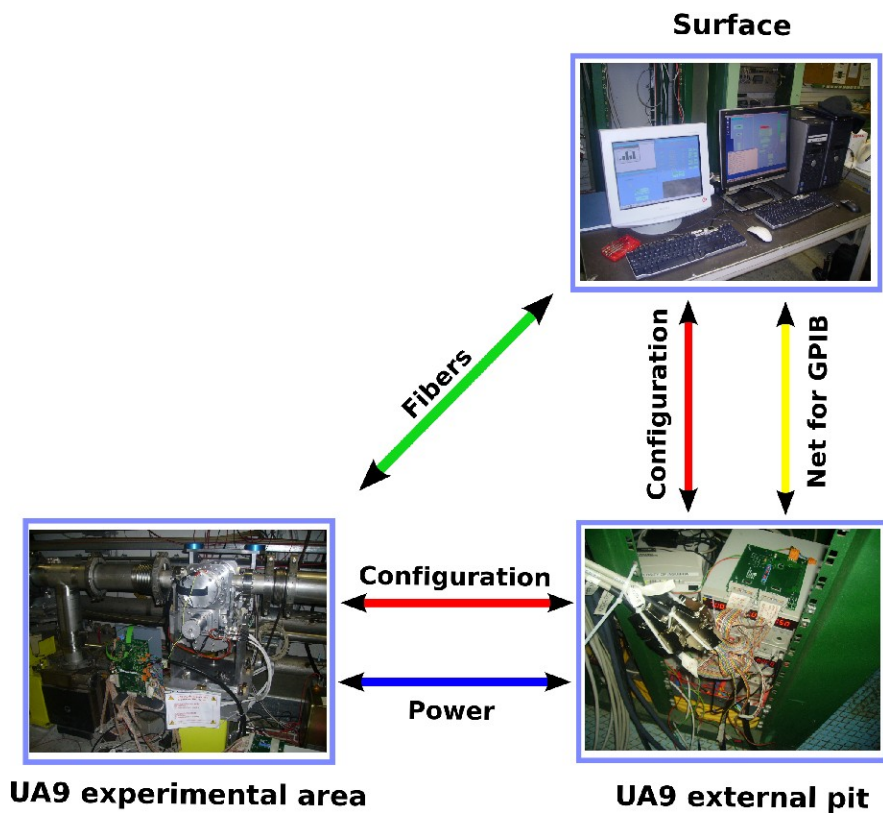 Surface
Fibers
Configuration
Net for GPIB
Configuration
Power
UA9 experimental area
UA9 external pit